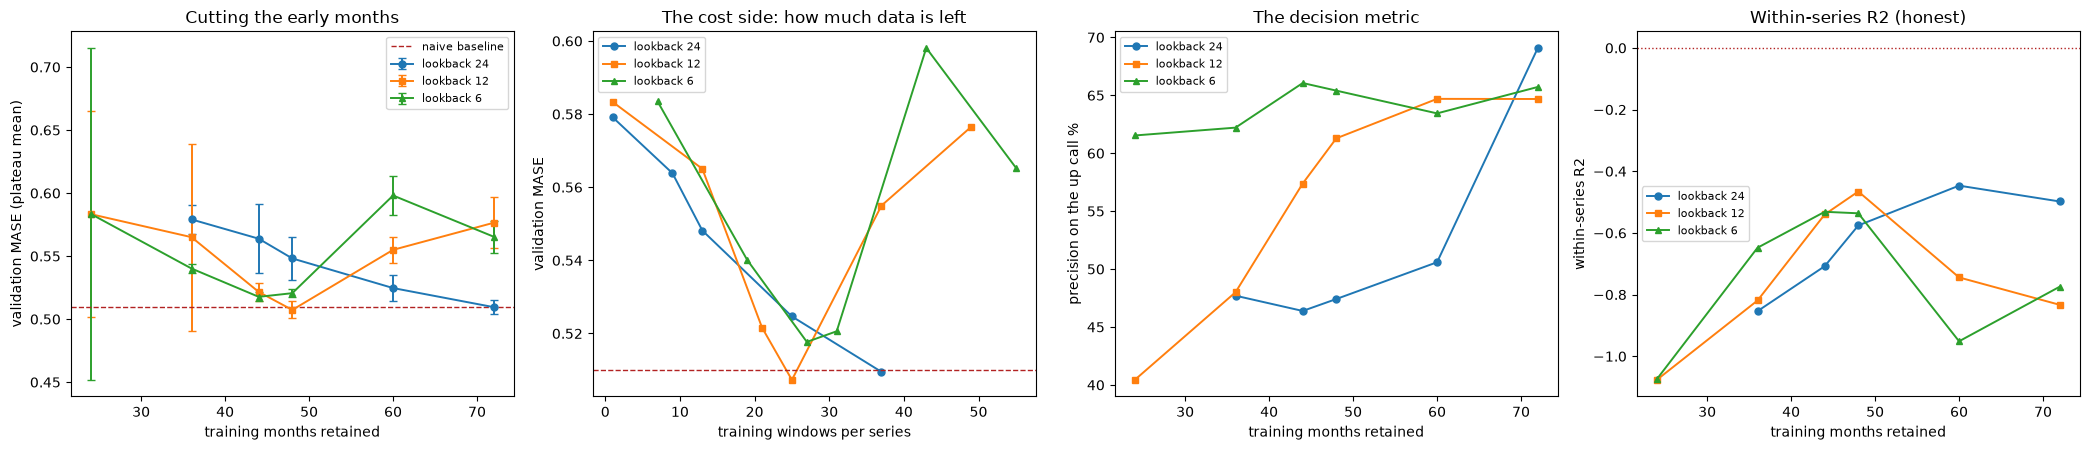 Cutting the early months
validation MASE (plateau mean)
0.70
0.65
0.60
0.55
0.50
0.45
naive baseline
lookback 24
lookback 12
lookback 6
30
40
50
60
70
training months retained
The cost side: how much data is left
validation MASE
0.60
0.58
0.56
0.54
0.52
lookback 24
lookback 12
lookback 6
0
10
20
30
40
50
training windows per series
The decision metric
precision on the up call %
70
65
60
55
50
45
40
lookback 24
lookback 12
lookback 6
30
40
50
60
70
training months retained
Within-series R2 (honest)
within-series R2
0.0
−0.2
−0.4
−0.6
−0.8
−1.0
lookback 24
lookback 12
lookback 6
30
40
50
60
70
training months retained